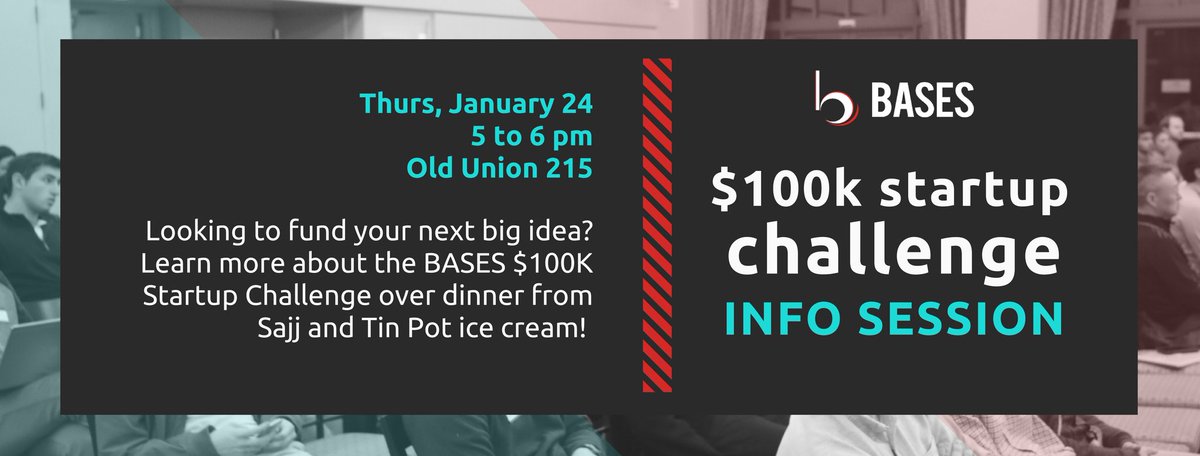 Thurs, January 24
5 to 6 pm
Old Union 215
Looking to fund your next big idea?
Learn more about the BASES $100K
Startup Challenge over dinner from
Sajj and Tin Pot ice cream!
BASES
$100k startup
challenge
INFO SESSION